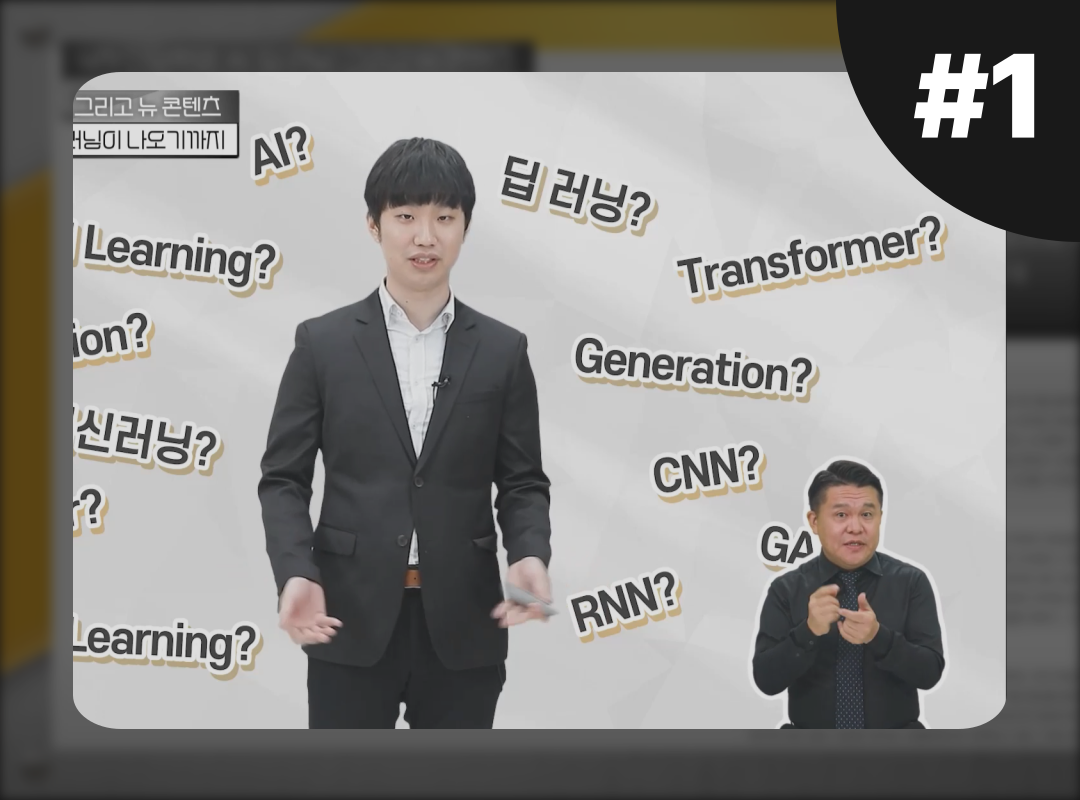 #1
그리고 뉴 콘텐츠
러닝이 나오기까지
AI?
딥 러닝?
Learning?
Transformer?
ion?
Generation?
신러닝?
CNN?
r?
GA
RNN?
Learning?